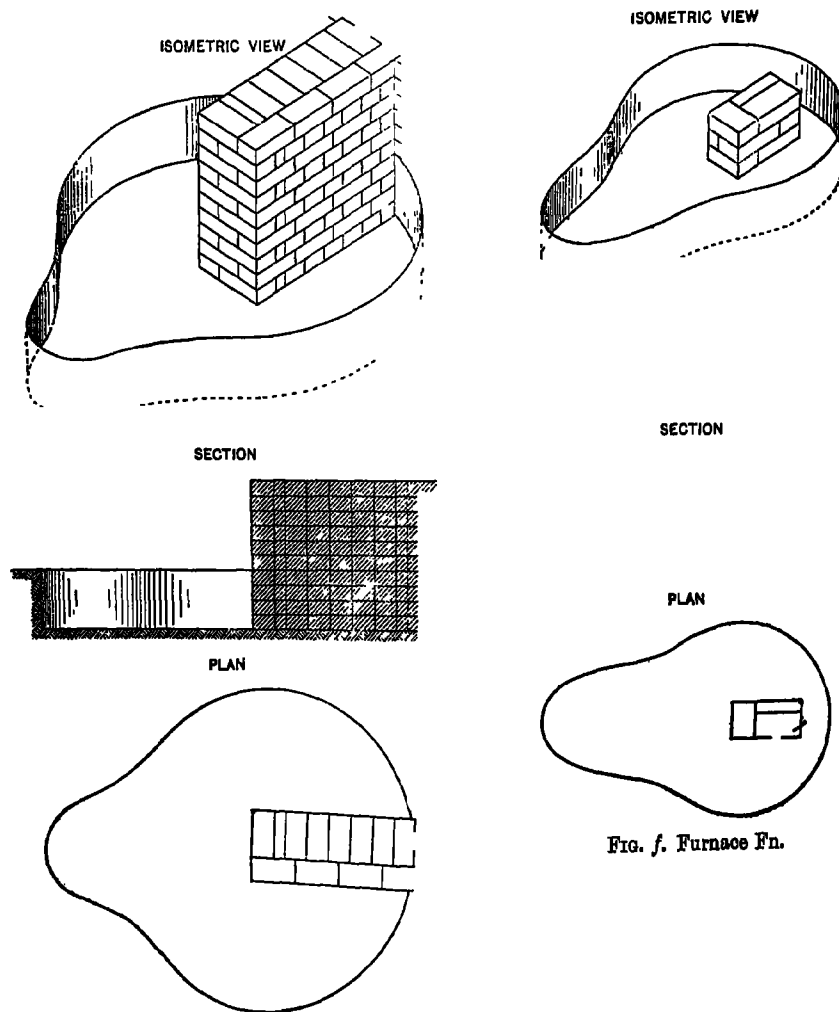 ISOMETRIC VIEW
SECTION
PLAN
ISOMETRIC VIEW
SECTION
PLAN
FIG. f. Furnace Fn.